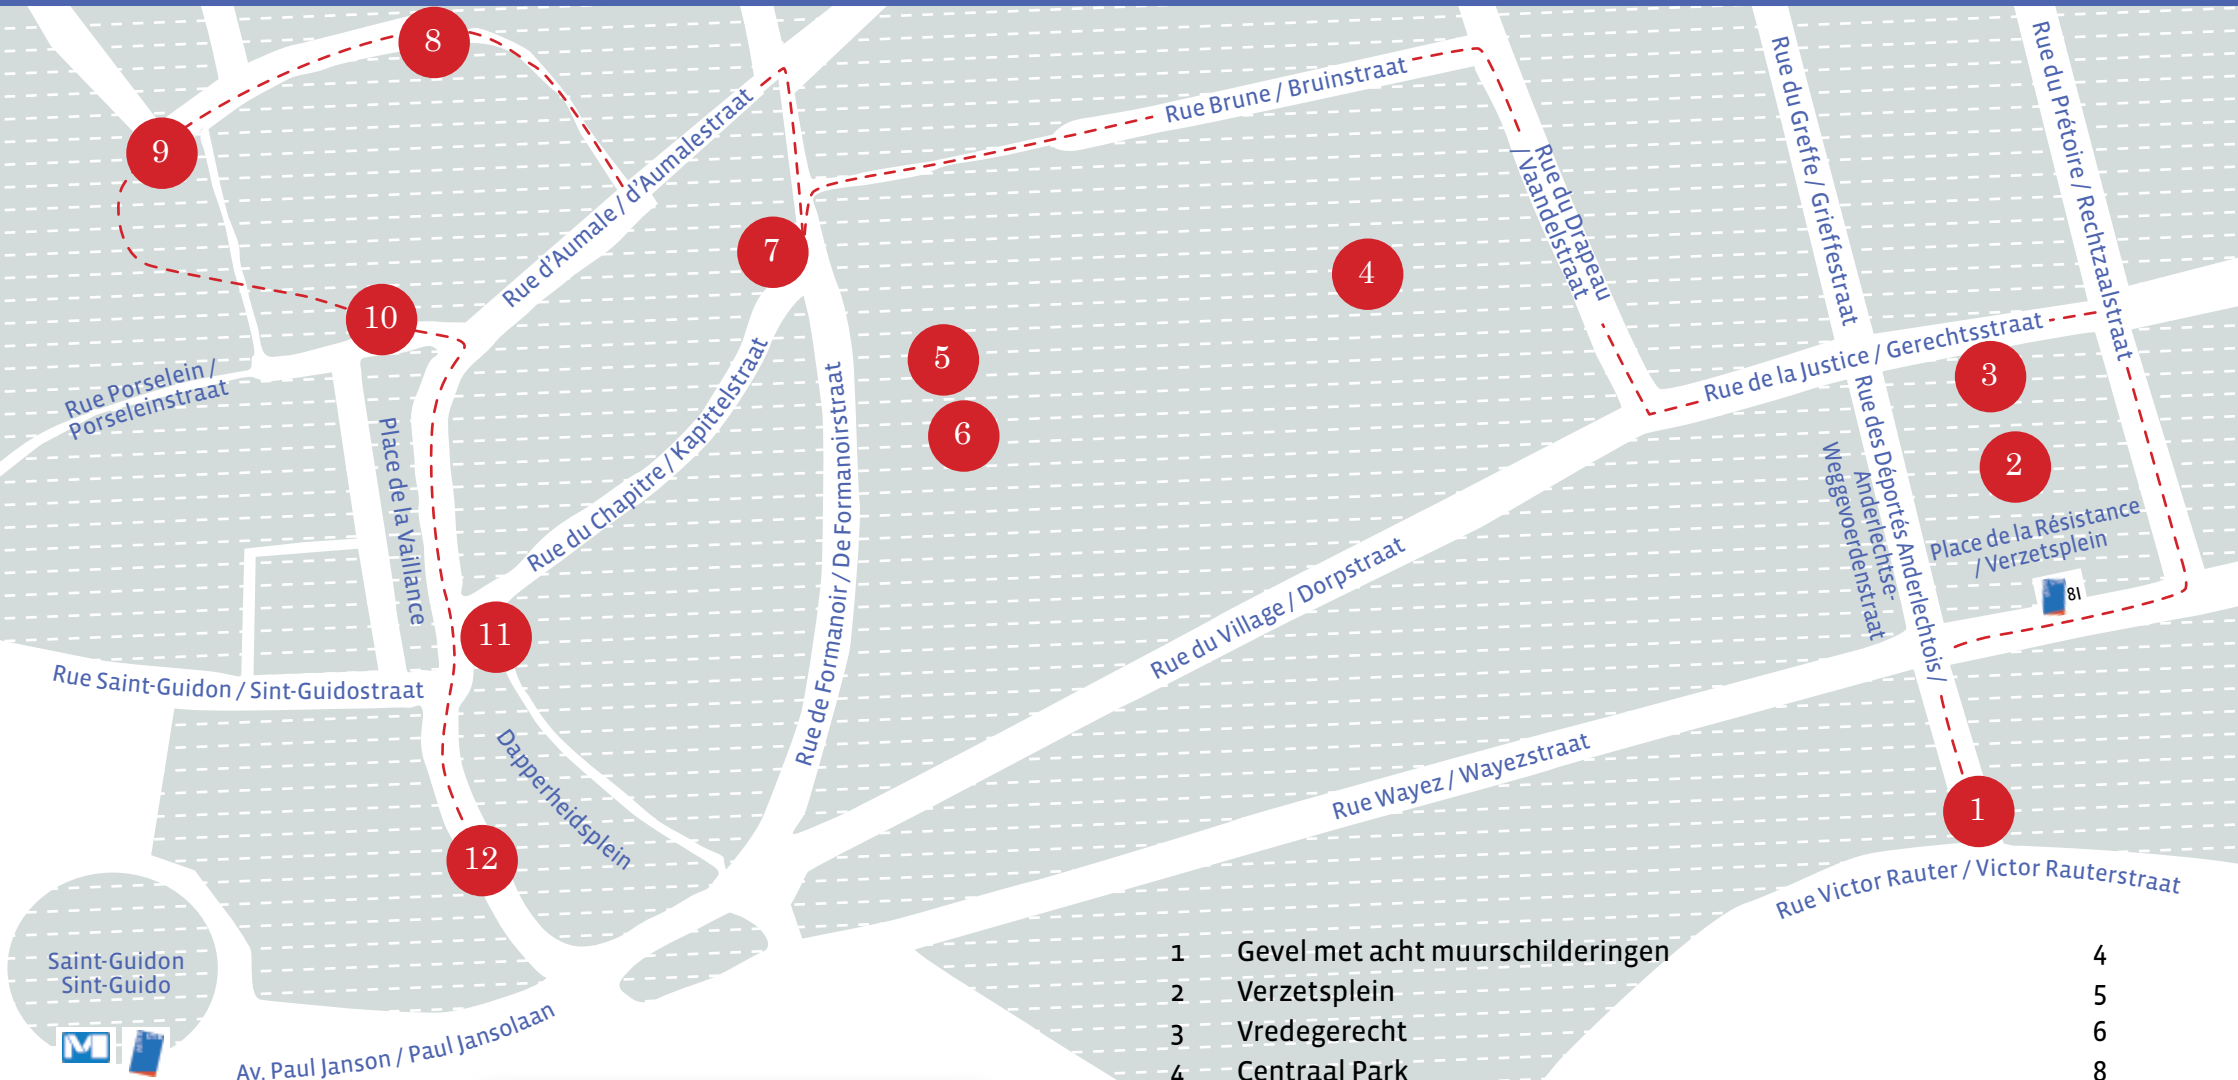 8
9
Rue d'Aumale / d'Aumalestraat
Rue Brune / Bruinstraat
Rue du Drapeau
/ Vaandelstraat
Rue du Greffe / Grieffestraat
Rue du Prétoire / Rechtzaalstraat
7
4
10
5
6
3
2
Rue de la Justice / Gerechtsstraat
Rue Porselein /
Porseleinstraat
Place de la Vaillance
Rue du Chapitre / Kapittelstraat
Rue de Formanoir / De Formanoirstraat
Rue des Déportés Anderlechtois /
Anderlechtse-
Weggevoerdenstraat
Place de la Résistance
/ Verzetsplein
81
11
Rue Saint-Guidon / Sint-Guidostraat
Rue du Village / Dorpstraat
Dapperheidsplein
Rue Wayez / Wayezstraat
1
12
Rue Victor Rauter / Victor Rauterstraat
Saint-Guidon
Sint-Guido
M
Av. Paul Janson / Paul Jansolaan
1 Gevel met acht muurschilderingen 4
2 Verzetsplein 5
3 Vredegerecht 6
4 Centraal Park 8